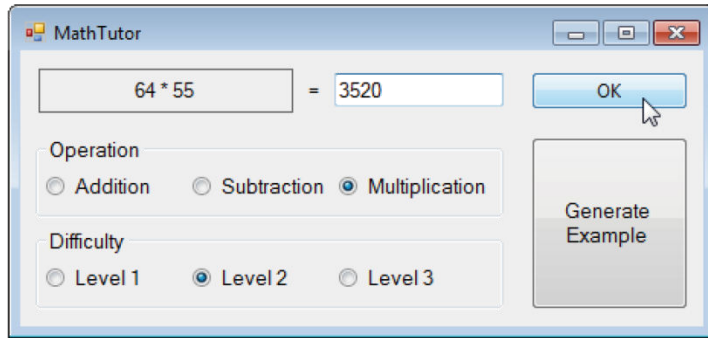 MathTutor
64 * 55 = 3520 OK
Operation
Addition Subtraction Multiplication
Generate
Example
Difficulty
Level 1 Level 2 Level 3